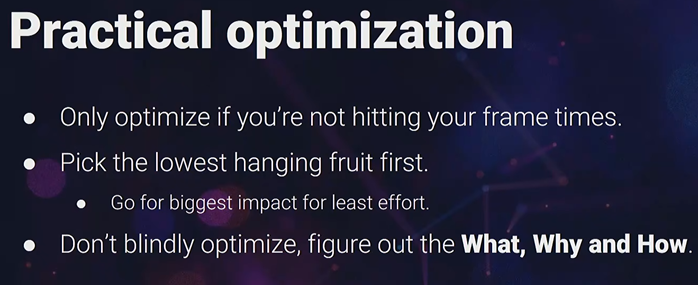 Practical optimization
● Only optimize if you're not hitting your frame times.
● Pick the lowest hanging fruit first.
● Go for biggest impact for least effort.
● Don't blindly optimize, figure out the What, Why and How.